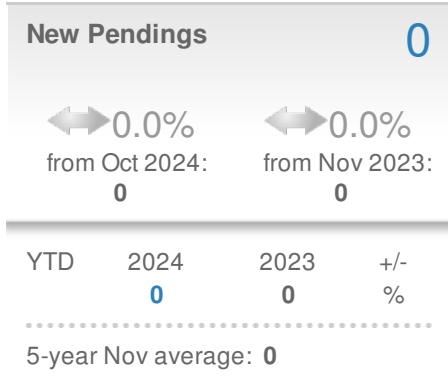 New Pendings 0
0.0% 0.0%
from Oct 2024: from Nov 2023:
0 0
YTD 2024 2023 +/-
0 0 %
5-year Nov average: 0